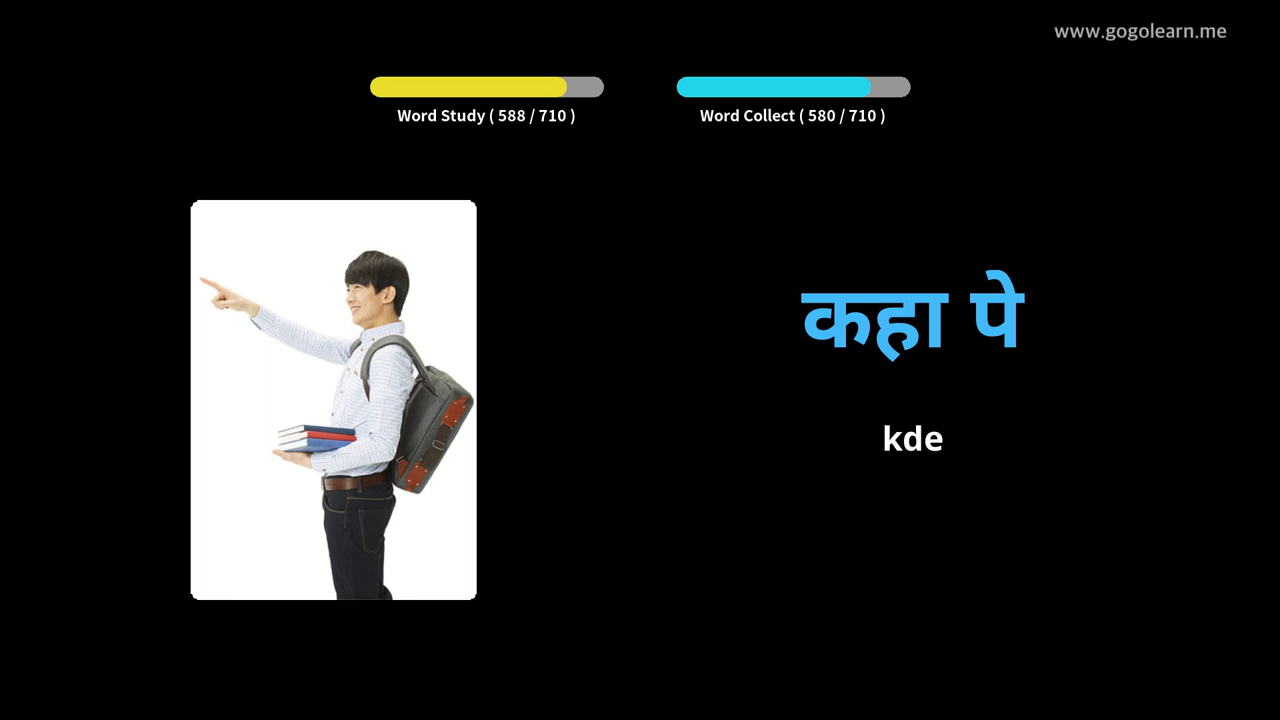 www.gogolearn.me
Word Study ( 588 / 710 )
Word Collect ( 580 / 710 )
कहा पे
kde